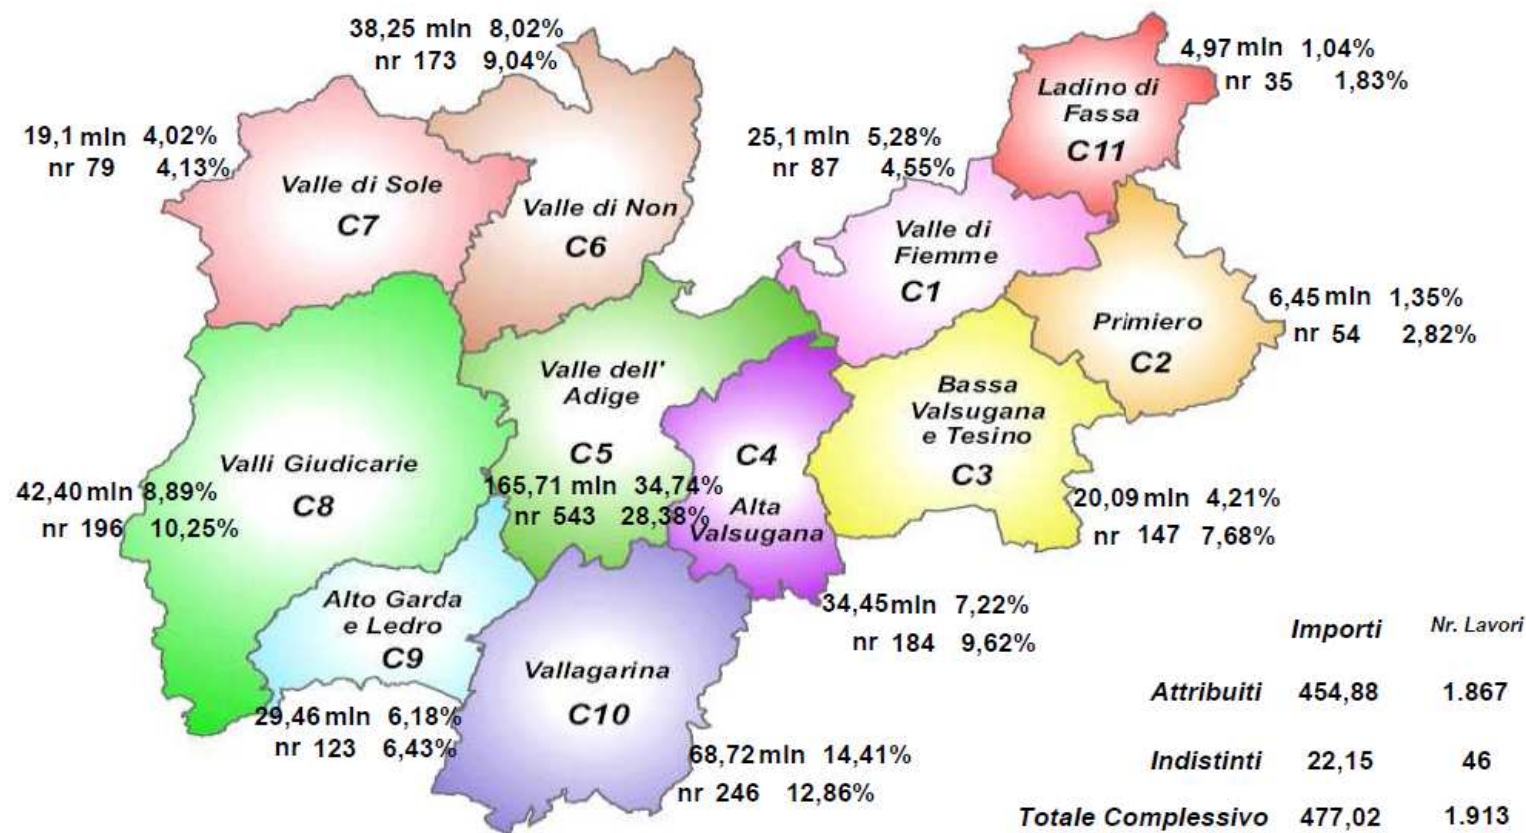 38,25 mln 8,02%
nr 173 9,04%
4,97 mln 1,04%
nr 35 1,83%
Ladino di
Fassa
C11
19,1 mln 4,02%
nr 79 4,13%
25,1 mln 5,28%
nr 87 4,55%
Valle di Sole
C7
Valle di Non
C6
Valle di
Fiemme
C1
6,45 mln 1,35%
nr 54 2,82%
Primiero
C2
Valle dell'
Adige
C5
165,71 mln 34,74%
nr 543 28,38%
Bassa
Valsugana
e Tesino
C3
C4
Alta
Valsugana
Valli Giudicarie
C8
42,40 mln 8,89%
nr 196 10,25%
20,09 mln 4,21%
nr 147 7,68%
Alto Garda
e Ledro
C9
34,45 mln 7,22%
nr 184 9,62%
Vallagarina
C10
29,46 mln 6,18%
nr 123 6,43%
68,72 mln 14,41%
nr 246 12,86%
Importi Nr. Lavori
Attribuiti 454,88 1.867
Indistinti 22,15 46
Totale Complessivo 477,02 1.913